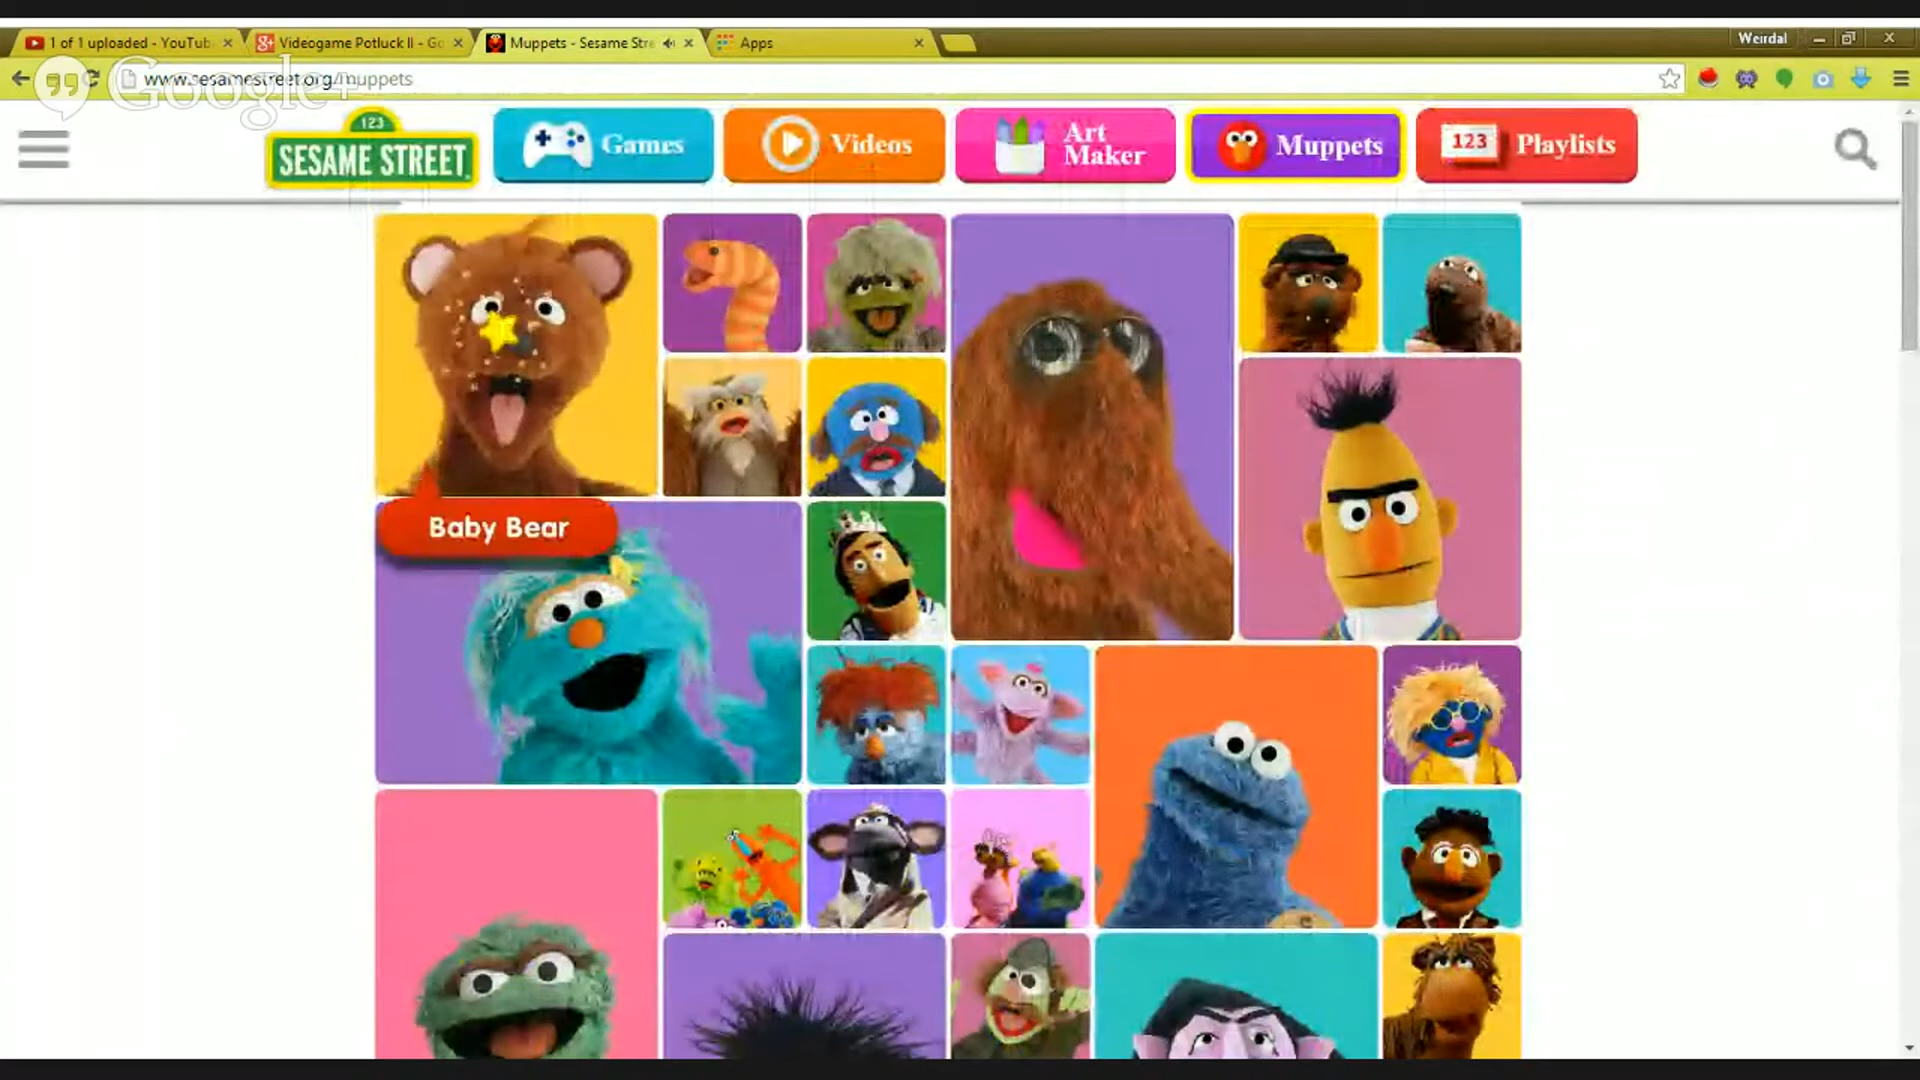 1 of 1 uploaded - YouTub
Videogame Potluck II - Go
Muppets - Sesame Stre
Apps
Weirdal
www.sesamestreet.org/muppets
Google+
123
SESAME STREET
Games
Videos
Art
Maker
Muppets
123
Playlists
Baby Bear